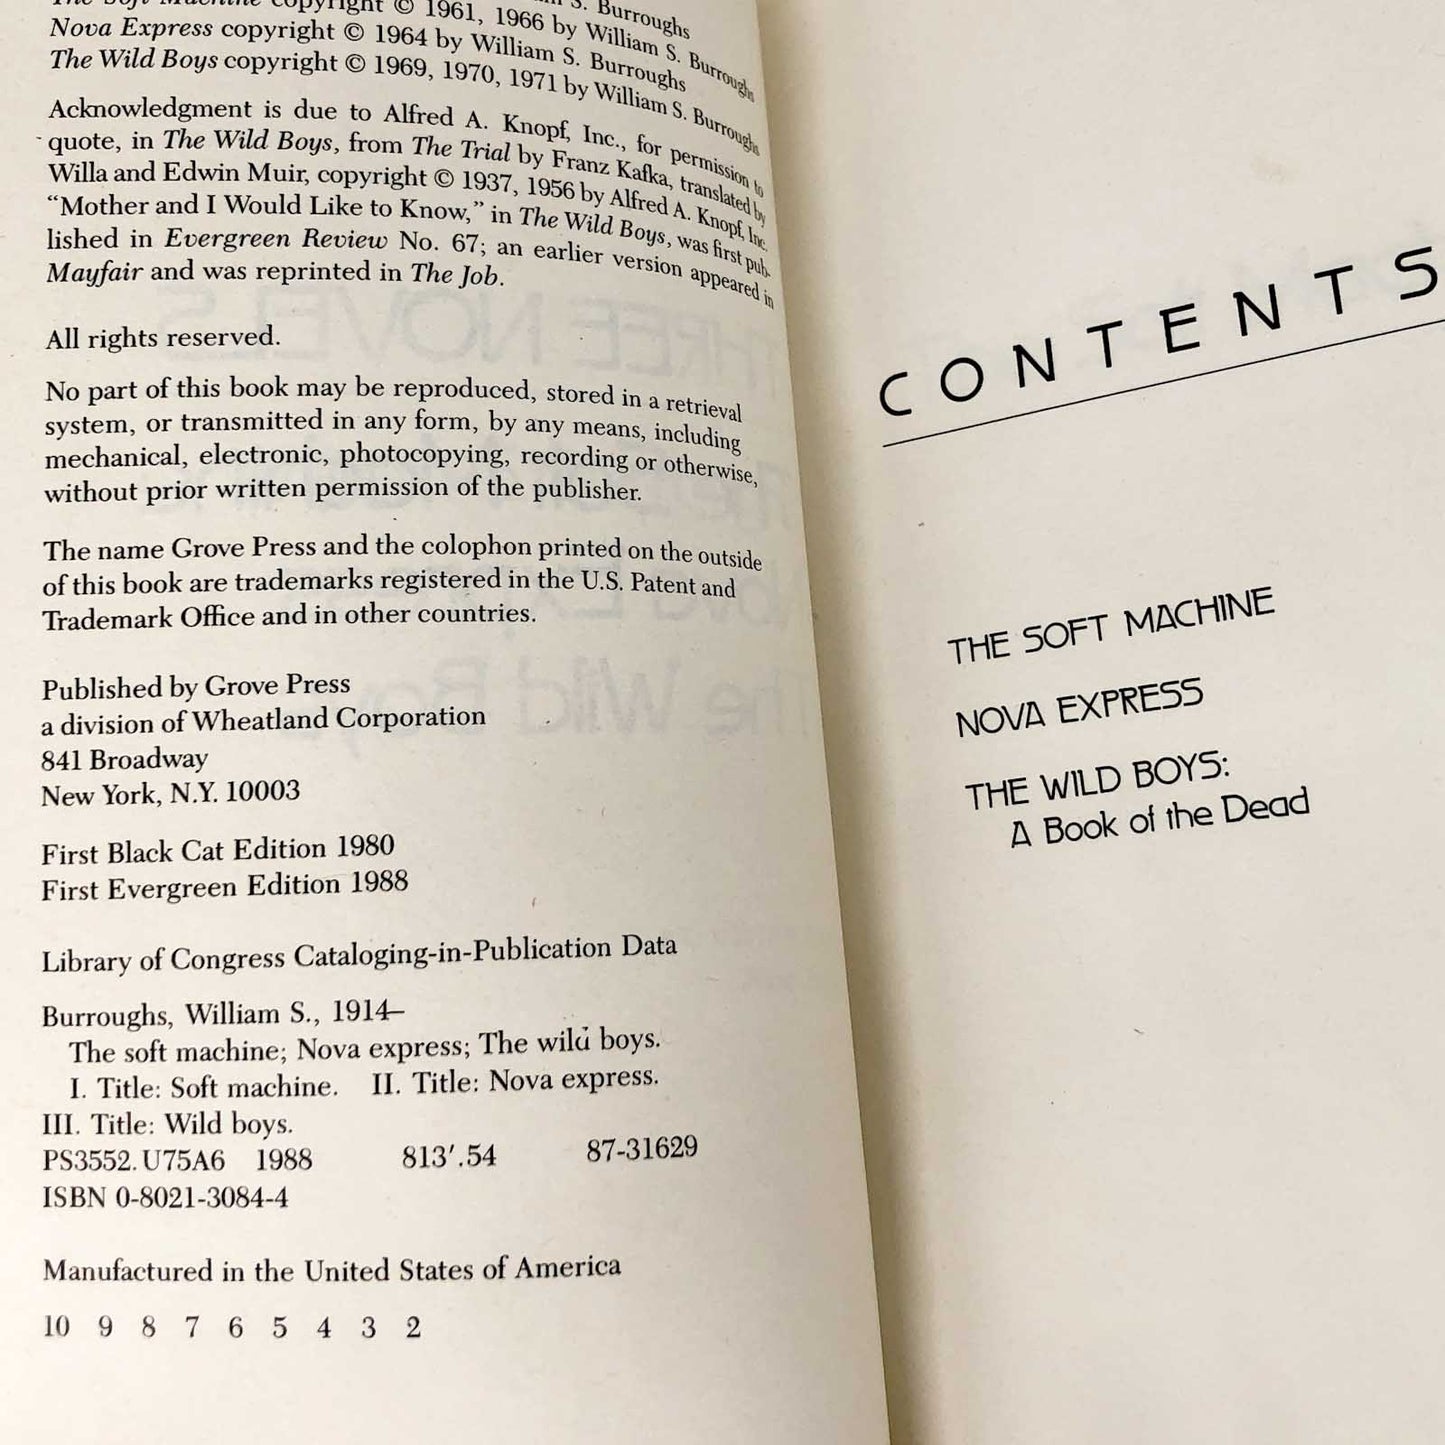 The Soft Machine copyright © 1961, 1966 by William S. Burroughs
Nova Express copyright © 1964 by William S. Burroughs
The Wild Boys copyright © 1969, 1970, 1971 by William S. Burroughs
Acknowledgment is due to Alfred A. Knopf, Inc., for permission to
quote, in The Wild Boys, from The Trial by Franz Kafka, translated by
Willa and Edwin Muir, copyright © 1937, 1956 by Alfred A. Knopf, Inc.
“Mother and I Would Like to Know,” in The Wild Boys, was first pub-
lished in Evergreen Review No. 67; an earlier version appeared in
Mayfair and was reprinted in The Job.
All rights reserved.
No part of this book may be reproduced, stored in a retrieval
system, or transmitted in any form, by any means, including
mechanical, electronic, photocopying, recording or otherwise,
without prior written permission of the publisher.
The name Grove Press and the colophon printed on the outside
of this book are trademarks registered in the U.S. Patent and
Trademark Office and in other countries.
Published by Grove Press
a division of Wheatland Corporation
841 Broadway
New York, N.Y. 10003
First Black Cat Edition 1980
First Evergreen Edition 1988
Library of Congress Cataloging-in-Publication Data
Burroughs, William S., 1914–
The soft machine; Nova express; The wild boys.
I. Title: Soft machine. II. Title: Nova express.
III. Title: Wild boys.
PS3552.U75A6 1988 813′.54 87-31629
ISBN 0-8021-3084-4
Manufactured in the United States of America
10 9 8 7 6 5 4 3 2
CONTENTS
THE SOFT MACHINE
NOVA EXPRESS
THE WILD BOYS:
A Book of the Dead